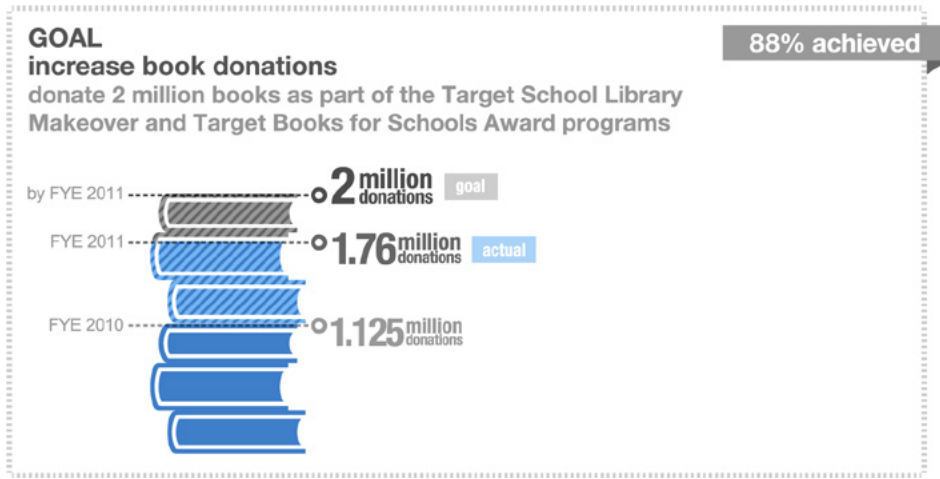 GOAL
88% achieved
increase book donations
donate 2 million books as part of the Target School Library
Makeover and Target Books for Schools Award programs
by FYE 2011
2 million donations
goal
FYE 2011
1.76 million donations
actual
FYE 2010
1.125 million donations